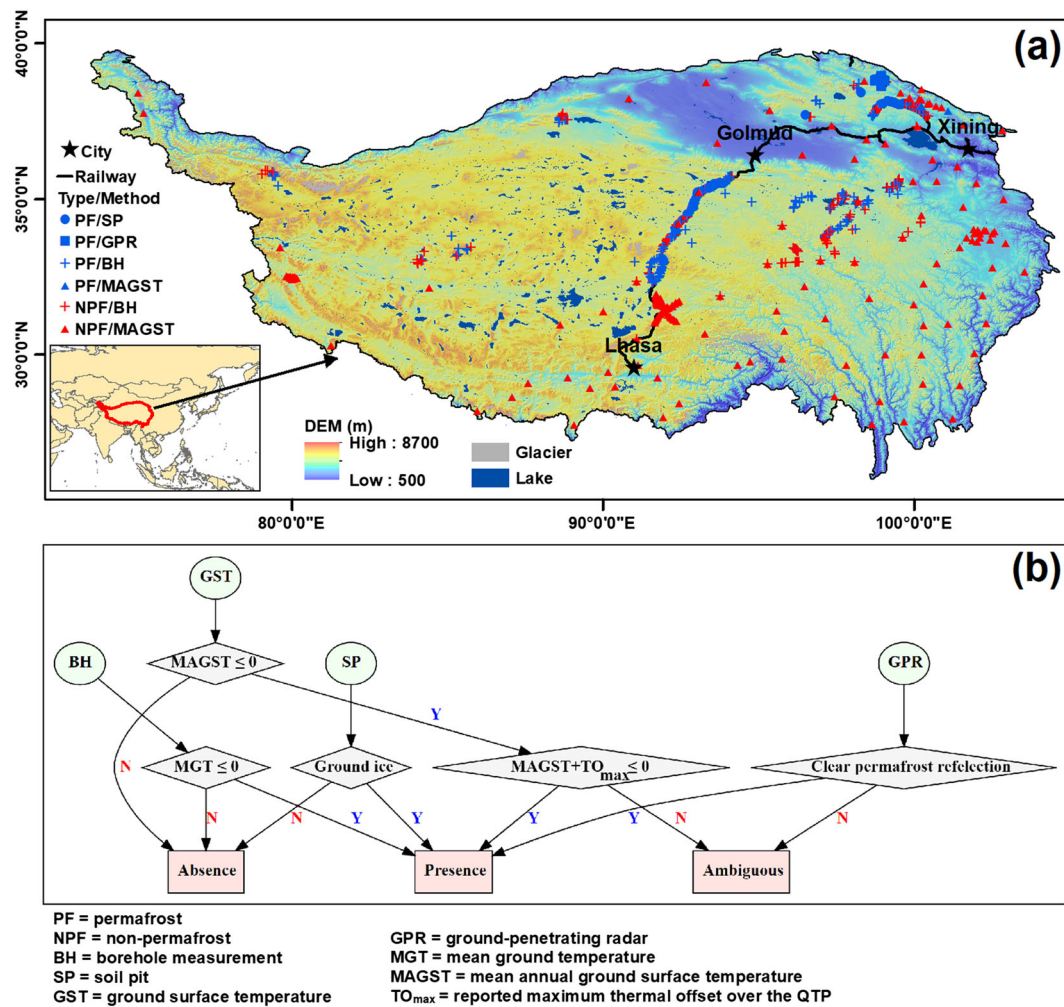 (a)
40°0'0"N
35°0'0"N
30°0'0"N
Golmud
Xining
Lhasa
City
Railway
Type/Method
PF/SP
PF/GPR
PF/BH
PF/MAGST
NPF/BH
NPF/MAGST
DEM (m)
High : 8700
Low : 500
Glacier
Lake
80°0'0"E
90°0'0"E
100°0'0"E
(b)
GST
BH
MAGST ≤ 0
SP
GPR
Y
N
MGT ≤ 0
Ground ice
MAGST+TOmax≤ 0
Clear permafrost refelection
N
Y
N
Y
Y
N
Y
N
Absence
Presence
Ambiguous
PF = permafrost
NPF = non-permafrost
BH = borehole measurement
SP = soil pit
GST = ground surface temperature
GPR = ground-penetrating radar
MGT = mean ground temperature
MAGST = mean annual ground surface temperature
TOmax = reported maximum thermal offset over the QTP